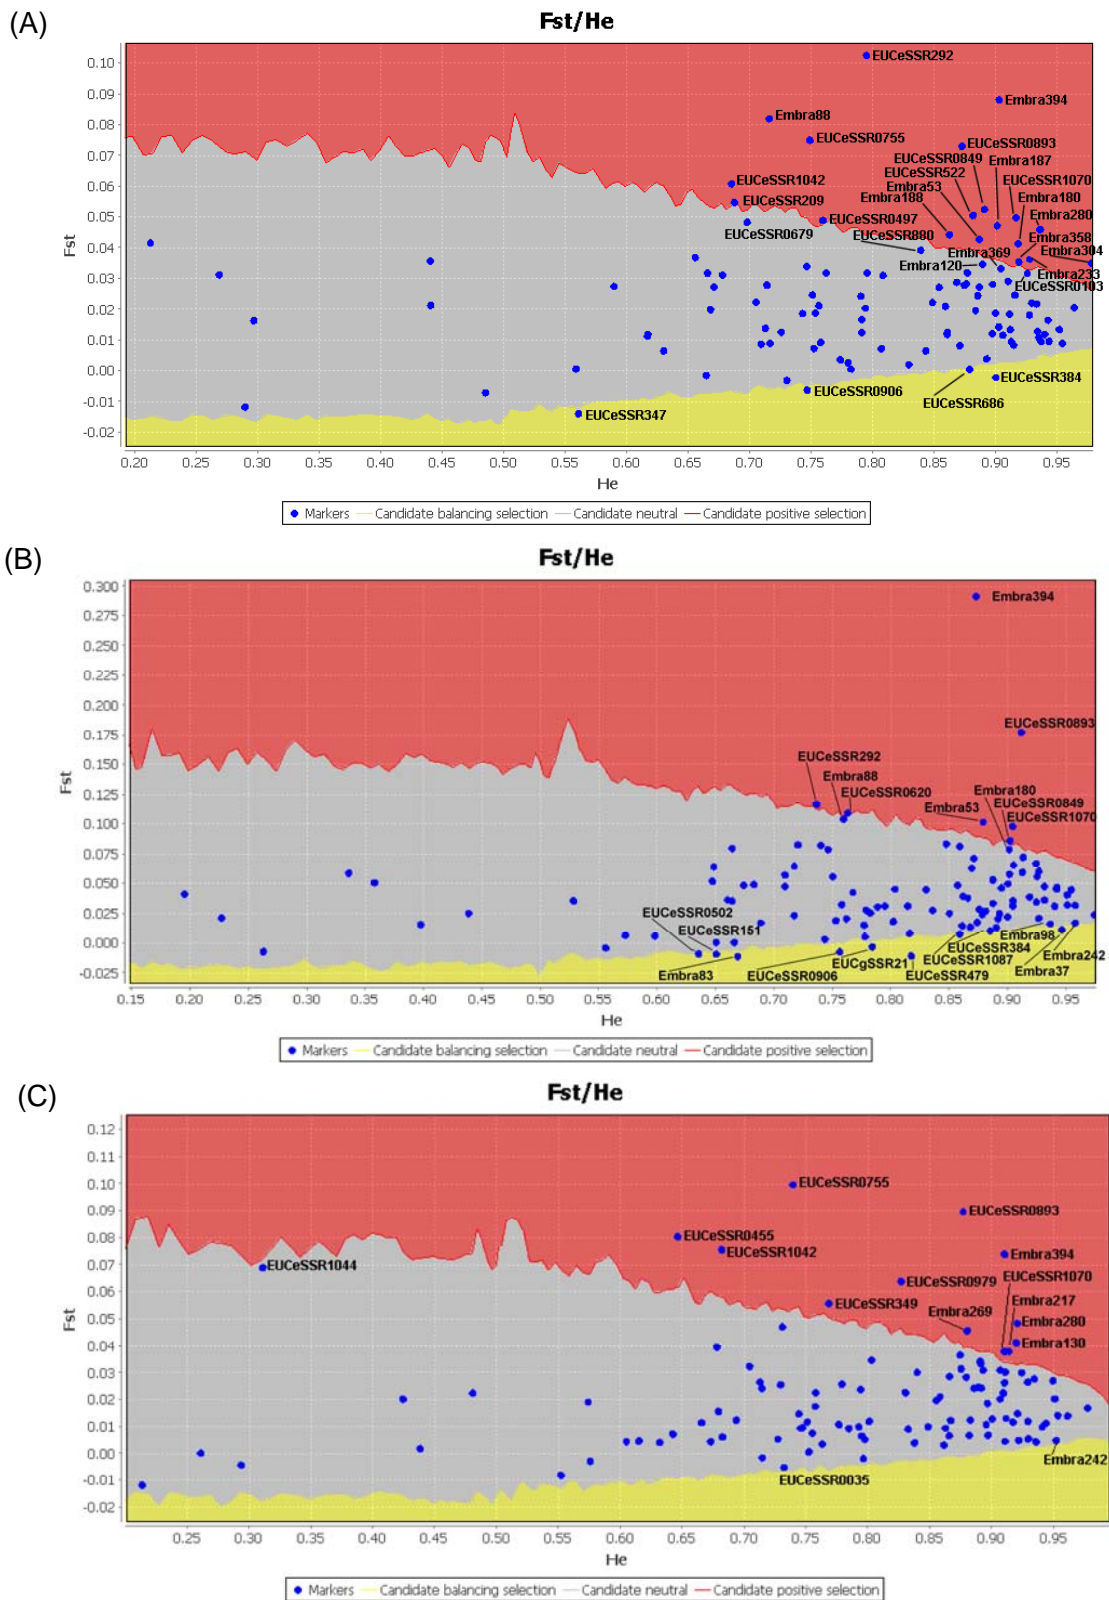 (A)
Fst/He
Fst
0.10
0.09
0.08
0.07
0.06
0.05
0.04
0.03
0.02
0.01
0.00
-0.01
-0.02
EUCeSSR292
Embra394
Embra88
EUCeSSR0755
EUCeSSR0893
EUCeSSR0849
Embra187
EUCeSSR522
EUCeSSR1070
EUCeSSR1042
Embra53
Embra180
EUCeSSR209
Embra188
Embra280
EUCeSSR0497
EUCeSSR0679
EUCeSSR880
Embra358
Embra369
Embra304
Embra120
Embra233
EUCeSSR0103
EUCeSSR384
EUCeSSR0906
EUCeSSR686
EUCeSSR347
0.20 0.25 0.30 0.35 0.40 0.45 0.50 0.55 0.60 0.65 0.70 0.75 0.80 0.85 0.90 0.95
He
Markers Candidate balancing selection Candidate neutral Candidate positive selection
(B)
Fst/He
Fst
0.300
0.275
0.250
0.225
0.200
0.175
0.150
0.125
0.100
0.075
0.050
0.025
0.000
-0.025
Embra394
EUCeSSR0893
EUCeSSR292
Embra88
EUCeSSR0620
Embra180
EUCeSSR0849
Embra53
EUCeSSR1070
EUCeSSR0502
EUCeSSR151
Embra98
EUCeSSR384
Embra242
EUCgSSR21
EUCeSSR1087
Embra83
EUCeSSR0906
EUCeSSR479
Embra37
0.15 0.20 0.25 0.30 0.35 0.40 0.45 0.50 0.55 0.60 0.65 0.70 0.75 0.80 0.85 0.90 0.95
He
Markers Candidate balancing selection Candidate neutral Candidate positive selection
(C)
Fst/He
Fst
0.12
0.11
0.10
0.09
0.08
0.07
0.06
0.05
0.04
0.03
0.02
0.01
0.00
-0.01
-0.02
EUCeSSR0755
EUCeSSR0893
EUCeSSR0455
EUCeSSR1042
Embra394
EUCeSSR1044
EUCeSSR1070
EUCeSSR0979
Embra217
EUCeSSR349
Embra269
Embra280
Embra130
Embra242
EUCeSSR0035
0.25 0.30 0.35 0.40 0.45 0.50 0.55 0.60 0.65 0.70 0.75 0.80 0.85 0.90 0.95
He
Markers Candidate balancing selection Candidate neutral Candidate positive selection